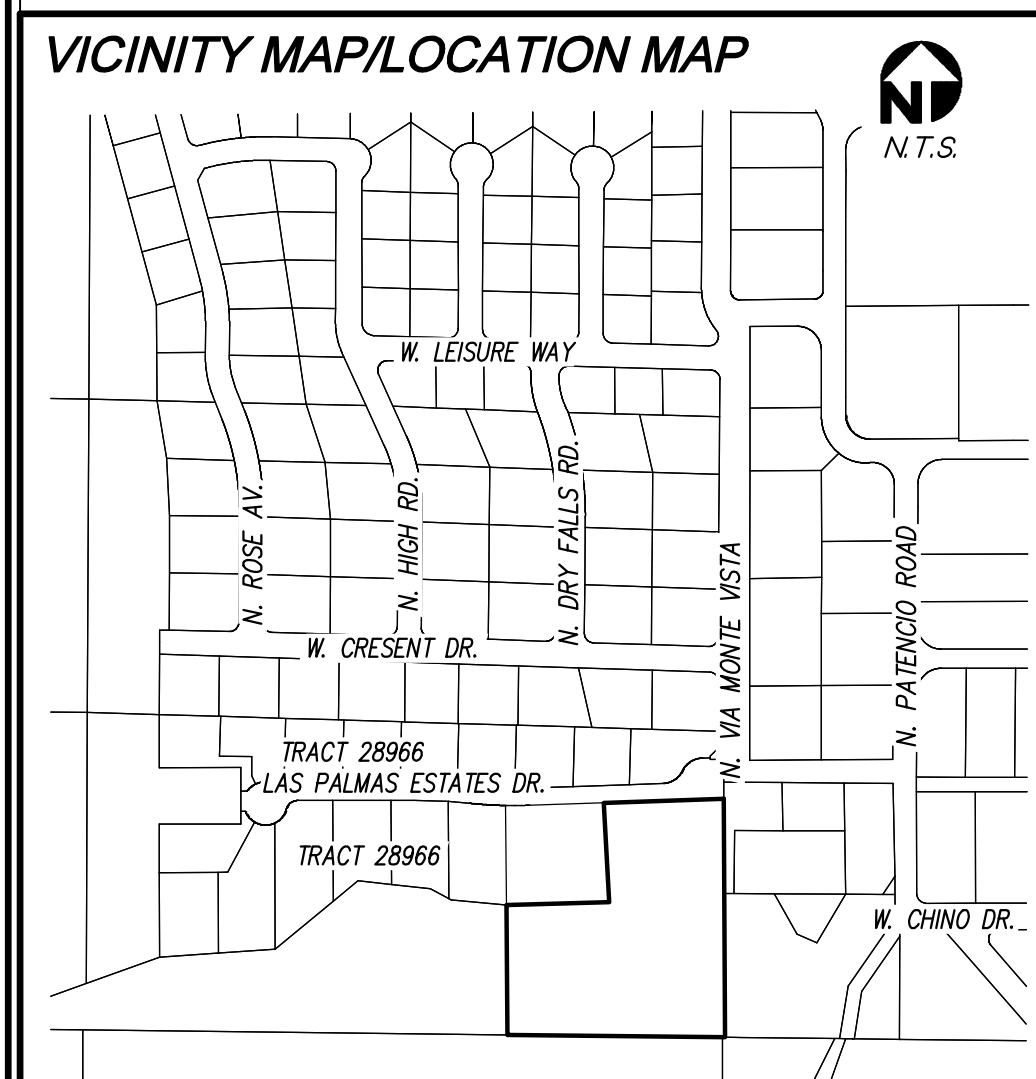 VICINITY MAP/LOCATION MAP
N
N.T.S.
W. LEISURE WAY
N. ROSE AV.
N. HIGH RD.
N. DRY FALLS RD.
N. VIA MONTE VISTA
N. PATENCIO ROAD
W. CRESENT DR.
TRACT 28966
LAS PALMAS ESTATES DR.
TRACT 28966
W. CHINO DR.